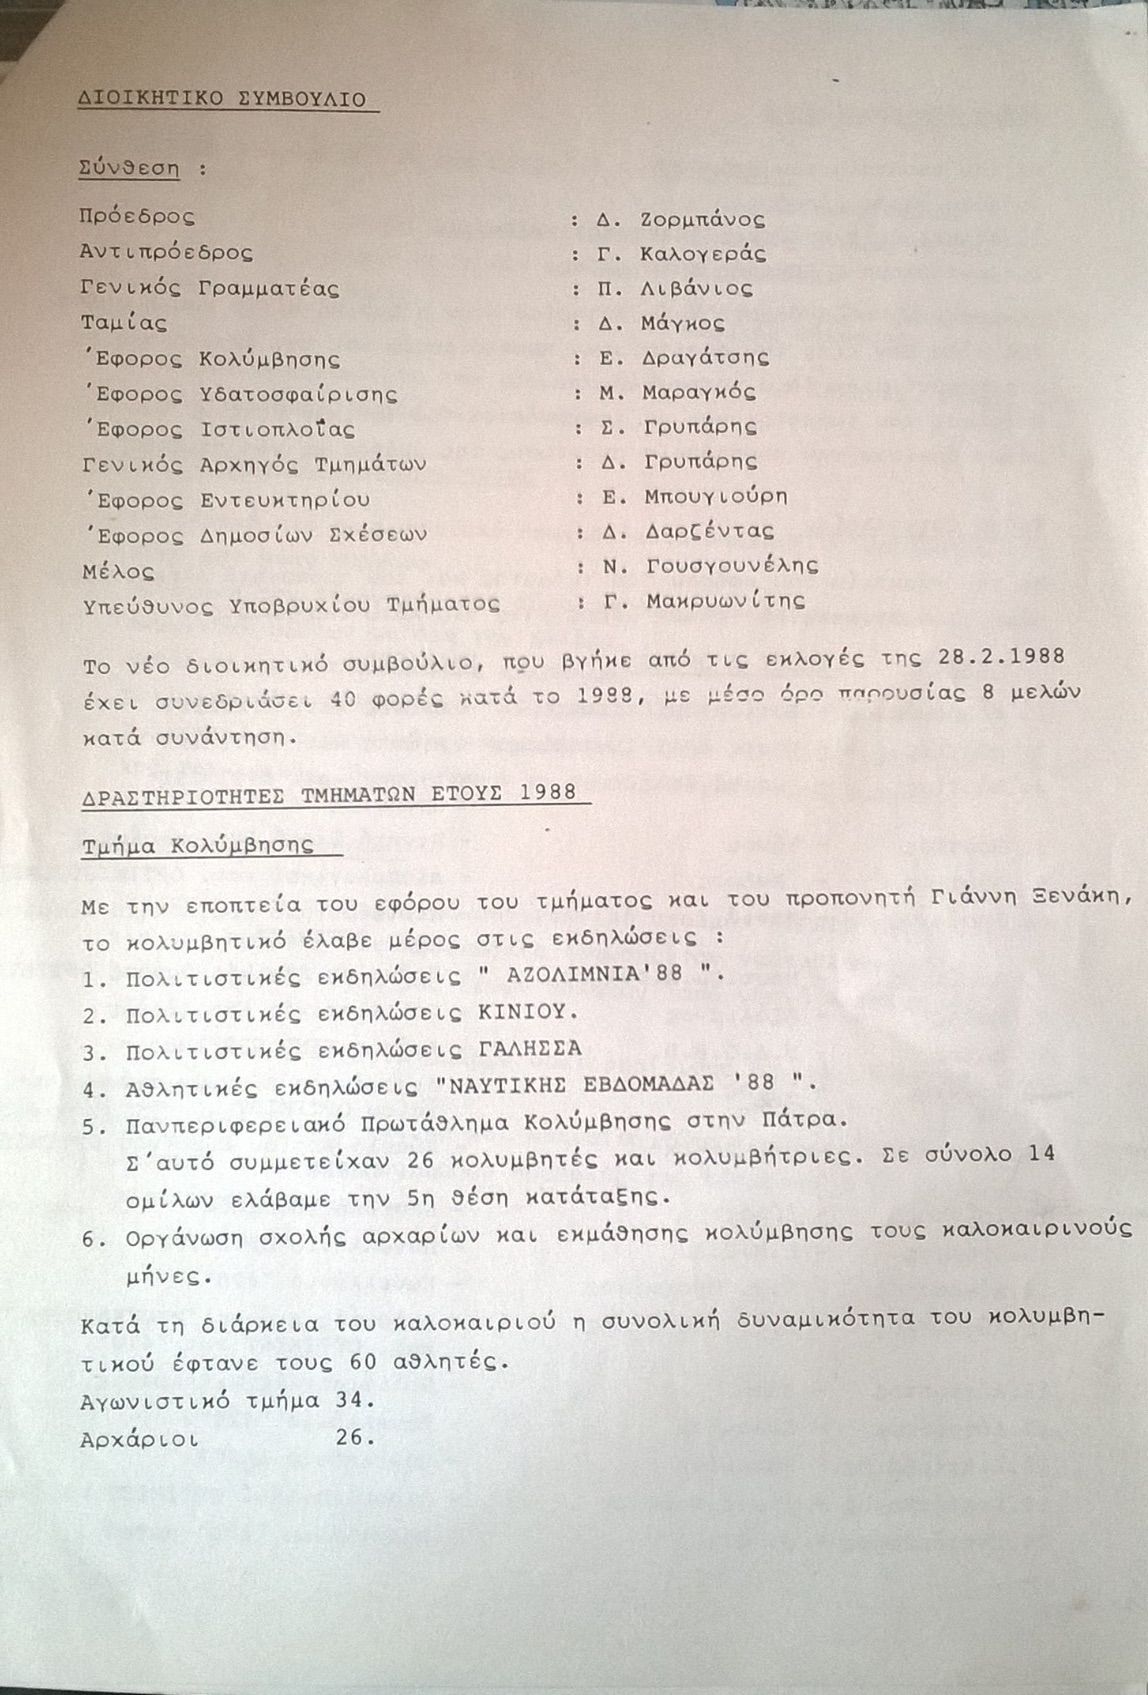 ΔΙΟΙΚΗΤΙΚΟ ΣΥΜΒΟΥΛΙΟ
Σύνθεση :
Πρόεδρος : Δ. Ζορμπάνος
Αντιπρόεδρος : Γ. Καλογεράς
Γενικός Γραμματέας : Π. Λιβάνιος
Ταμίας : Δ. Μάγκος
Έφορος Κολύμβησης : Ε. Δραγάτσης
Έφορος Υδατοσφαίρισης : Μ. Μαραγκός
Έφορος Ιστιοπλοΐας : Σ. Γρυπάρης
Γενικός Αρχηγός Τμημάτων : Δ. Γρυπάρης
Έφορος Εντευκτηρίου : Ε. Μπουγιούρη
Έφορος Δημοσίων Σχέσεων : Δ. Δαρζέντας
Μέλος : Ν. Γουσγουνέλης
Υπεύθυνος Υποβρυχίου Τμήματος : Γ. Μακρυωνίτης
Το νέο διοικητικό συμβούλιο, που βγήκε από τις εκλογές της 28.2.1988
έχει συνεδριάσει 40 φορές κατά το 1988, με μέσο όρο παρουσίας 8 μελών
κατά συνάντηση.
ΔΡΑΣΤΗΡΙΟΤΗΤΕΣ ΤΜΗΜΑΤΩΝ ΕΤΟΥΣ 1988
Τμήμα Κολύμβησης
Με την εποπτεία του εφόρου του τμήματος και του προπονητή Γιάννη Ξενάκη,
το κολυμβητικό έλαβε μέρος στις εκδηλώσεις :
1. Πολιτιστικές εκδηλώσεις " ΑΖΟΛΙΜΝΙΑ'88 ".
2. Πολιτιστικές εκδηλώσεις ΚΙΝΙΟΥ.
3. Πολιτιστικές εκδηλώσεις ΓΑΛΗΣΣΑ
4. Αθλητικές εκδηλώσεις "ΝΑΥΤΙΚΗΣ ΕΒΔΟΜΑΔΑΣ '88 ".
5. Πανπεριφερειακό Πρωτάθλημα Κολύμβησης στην Πάτρα.
Σ΄αυτό συμμετείχαν 26 κολυμβητές και κολυμβήτριες. Σε σύνολο 14
ομίλων ελάβαμε την 5η θέση κατάταξης.
6. Οργάνωση σχολής αρχαρίων και εκμάθησης κολύμβησης τους καλοκαιρινούς
μήνες.
Κατά τη διάρκεια του καλοκαιριού η συνολική δυναμικότητα του κολυμβη-
τικού έφτανε τους 60 αθλητές.
Αγωνιστικό τμήμα 34.
Αρχάριοι 26.